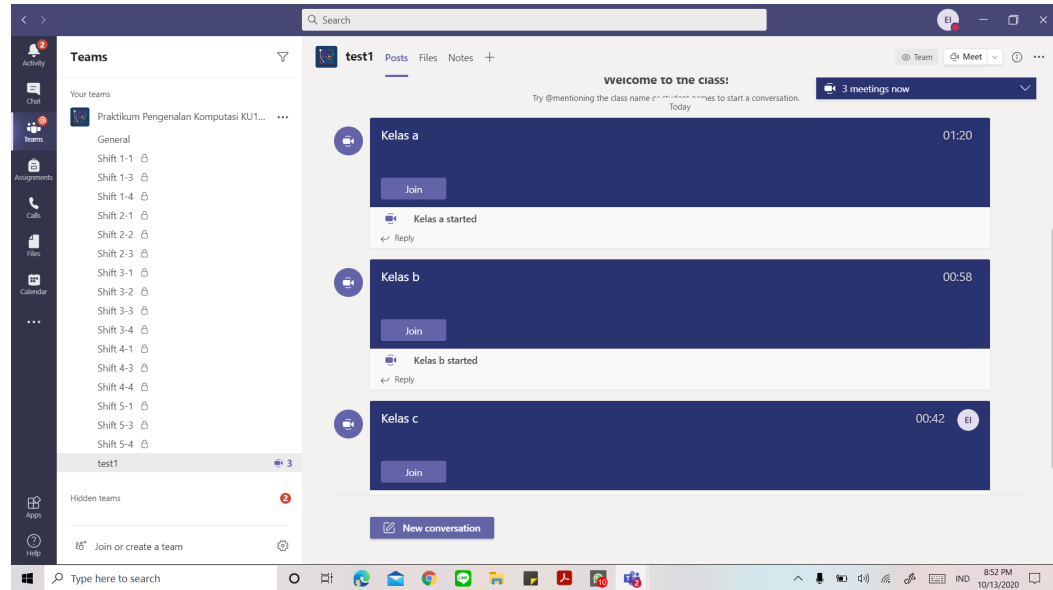 Search
EI
2
Activity
Chat
Teams
Assignments
Calls
Files
Calendar
Apps
Help
Teams
Your teams
Praktikum Pengenalan Komputasi KU1...
General
Shift 1-1
Shift 1-3
Shift 1-4
Shift 2-1
Shift 2-2
Shift 2-3
Shift 3-1
Shift 3-2
Shift 3-3
Shift 3-4
Shift 4-1
Shift 4-3
Shift 4-4
Shift 5-1
Shift 5-3
Shift 5-4
test1 3
Hidden teams 2
Join or create a team
test1 Posts Files Notes
Team Meet
Welcome to the class!
Try @mentioning the class name or student names to start a conversation.
3 meetings now
Today
Kelas a 01:20
Join
Kelas a started
Reply
Kelas b 00:58
Join
Kelas b started
Reply
Kelas c 00:42 EI
Join
New conversation
Type here to search
10
2
IND
8:52 PM
10/13/2020